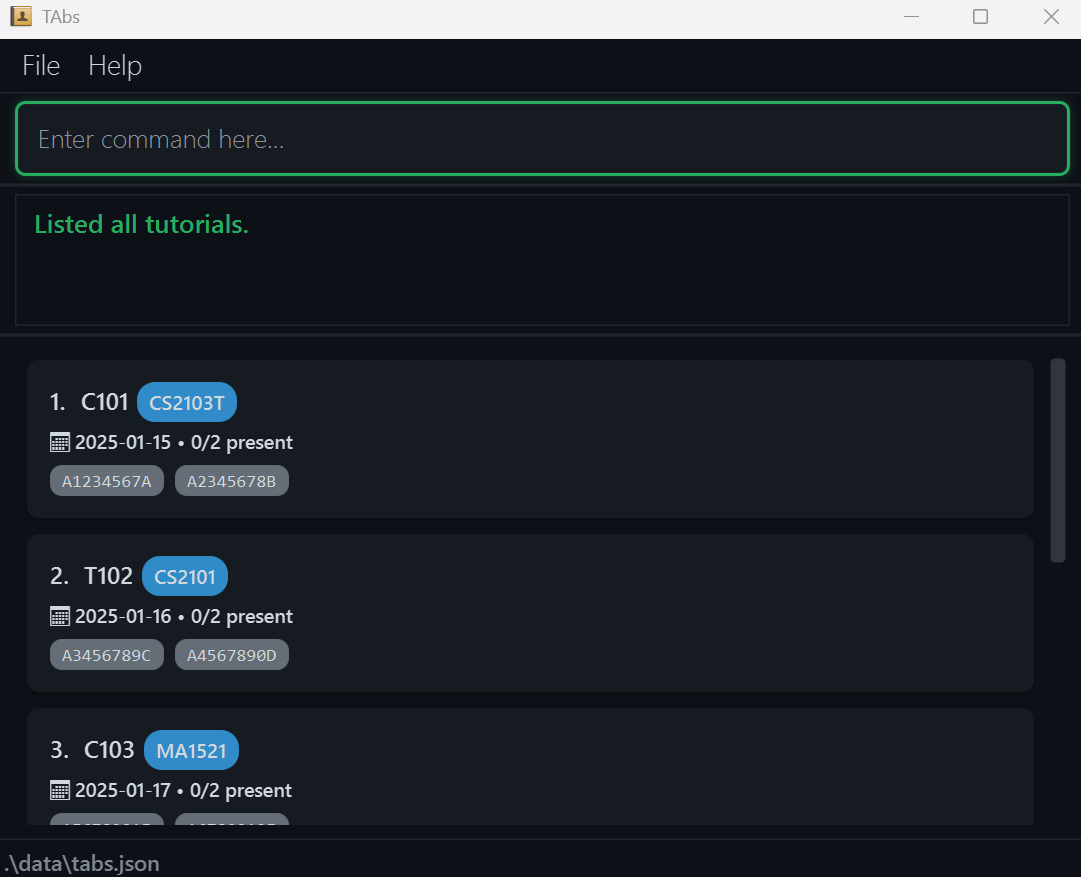 TAbs
File Help
Enter command here...
Listed all tutorials.
1. C101 CS2103T
2025-01-15 • 0/2 present
A1234567A A2345678B
2. T102 CS2101
2025-01-16 • 0/2 present
A3456789C A4567890D
3. C103 MA1521
2025-01-17 • 0/2 present
.\data\tabs.json